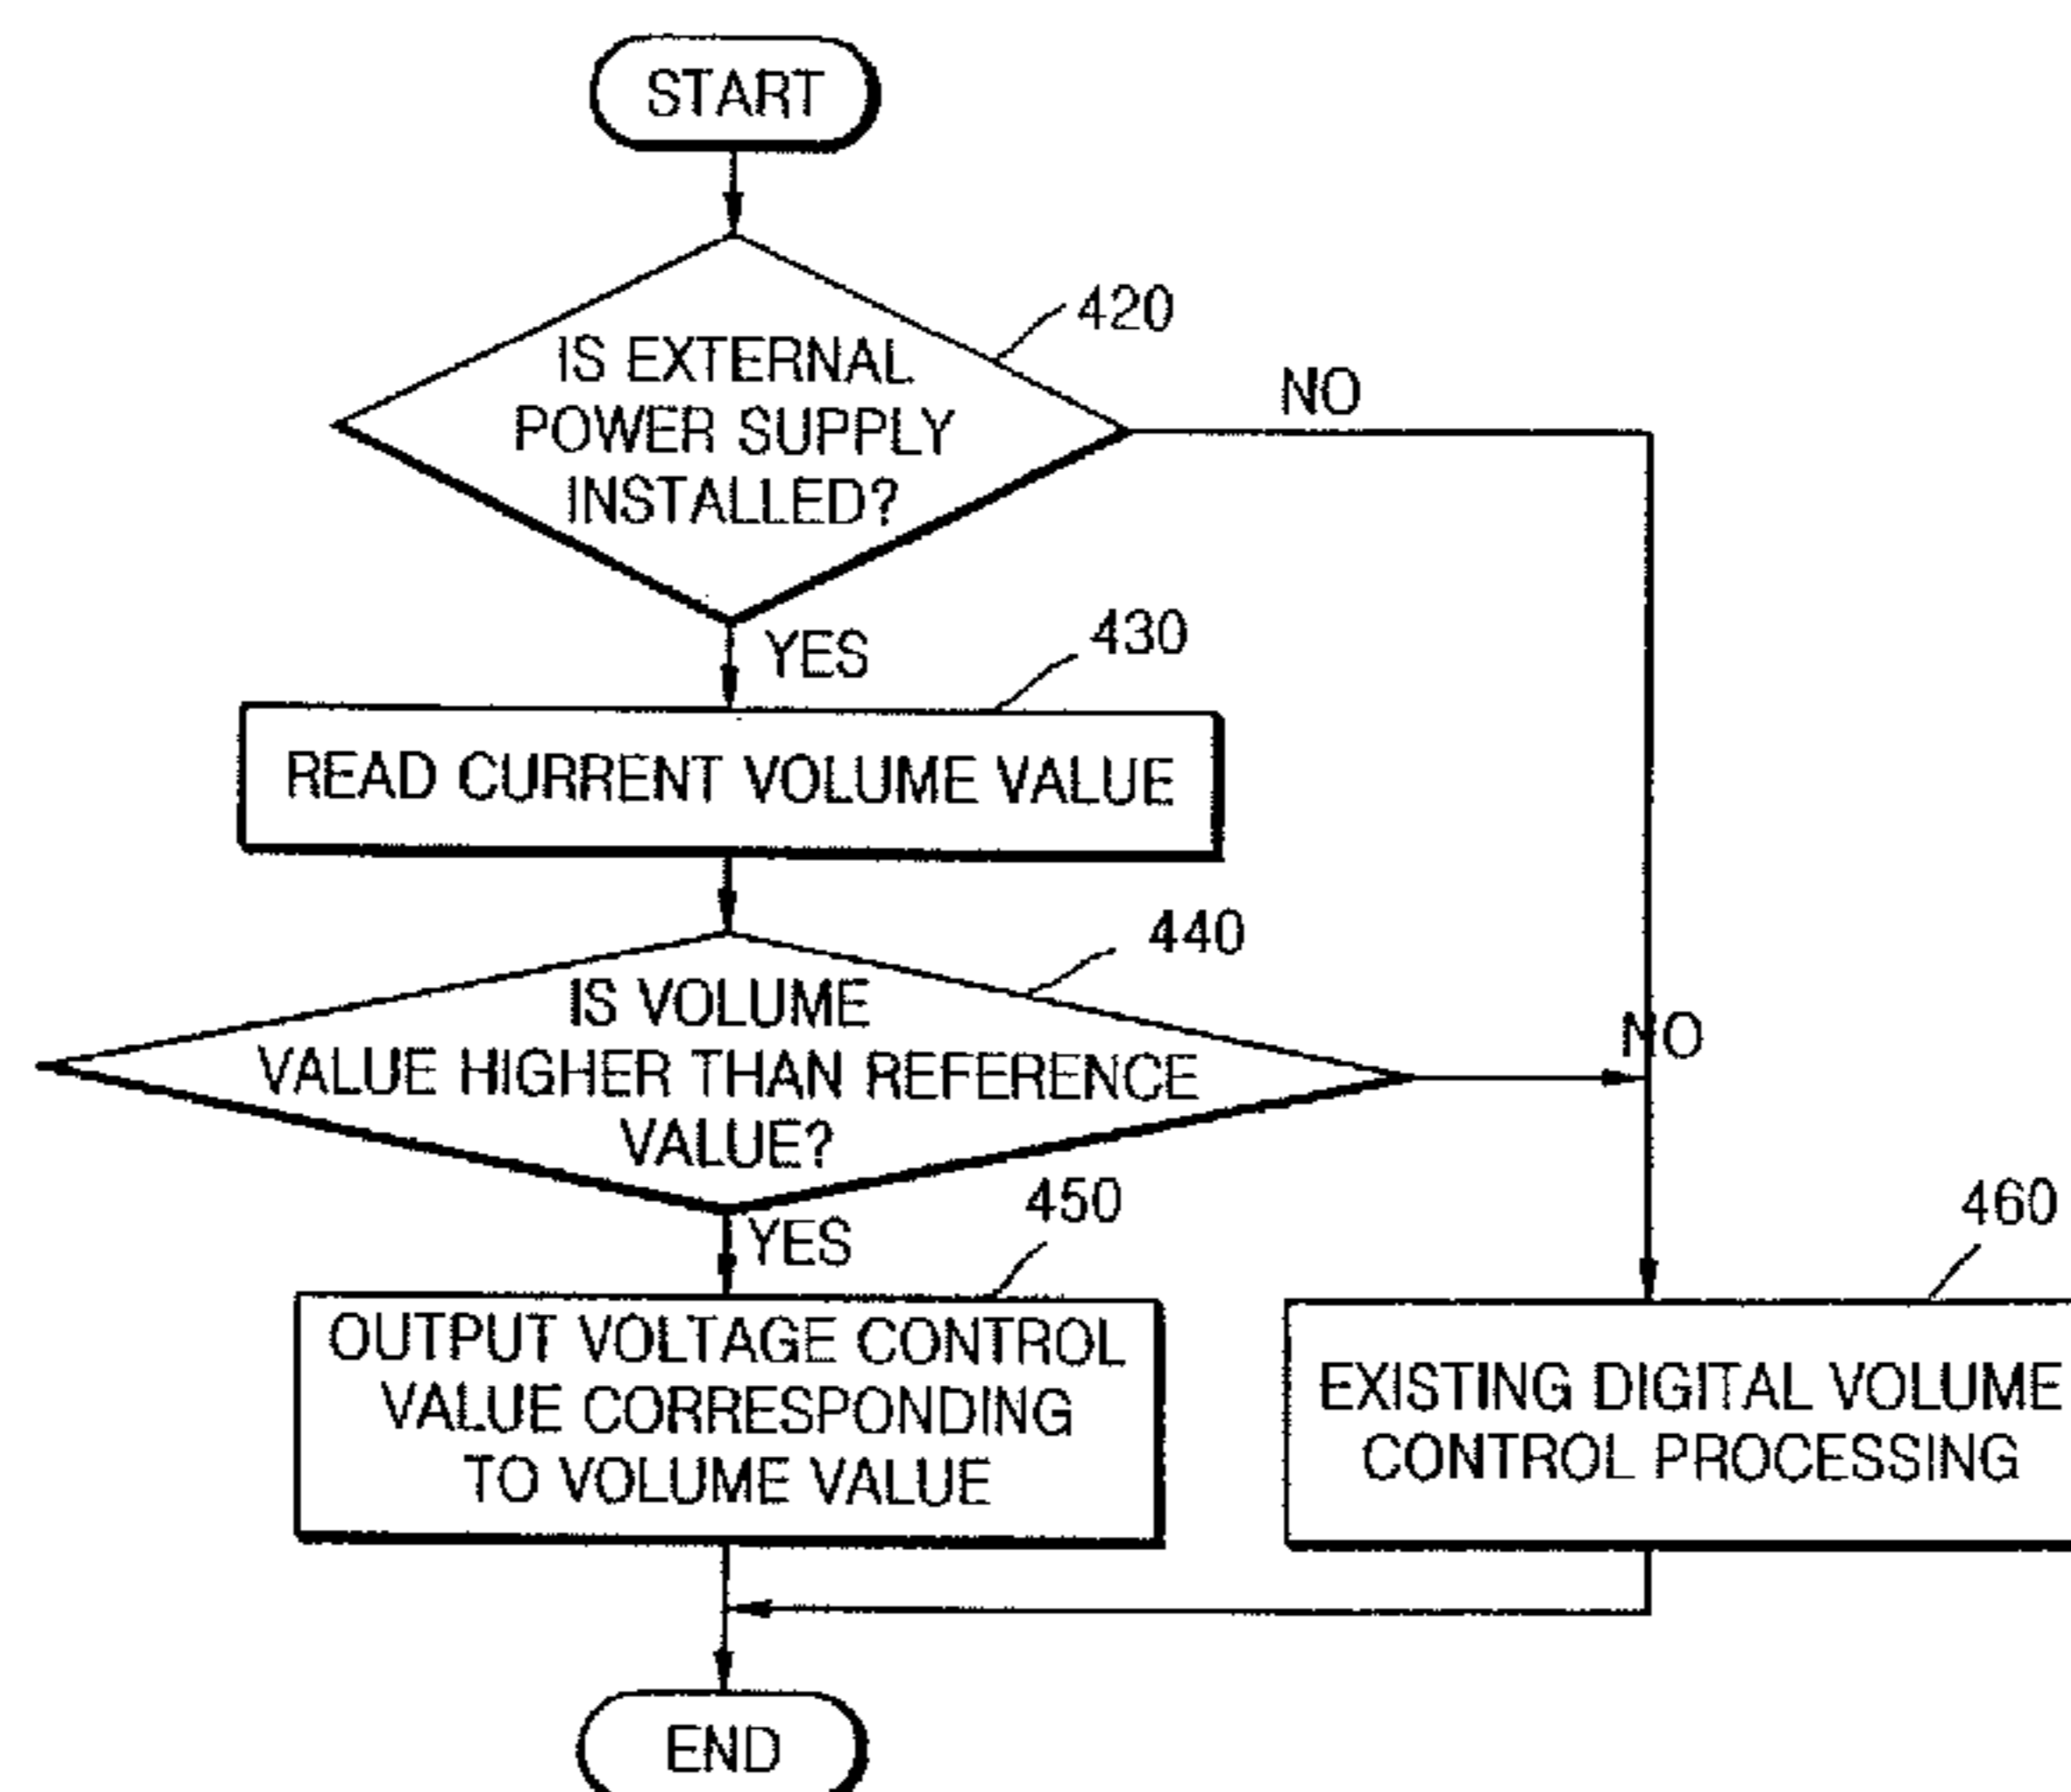 START
420
IS EXTERNAL
POWER SUPPLY
INSTALLED?
NO
YES
430
READ CURRENT VOLUME VALUE
440
IS VOLUME
VALUE HIGHER THAN REFERENCE
VALUE?
NO
YES
450
460
OUTPUT VOLTAGE CONTROL
VALUE CORRESPONDING
TO VOLUME VALUE
EXISTING DIGITAL VOLUME
CONTROL PROCESSING
END